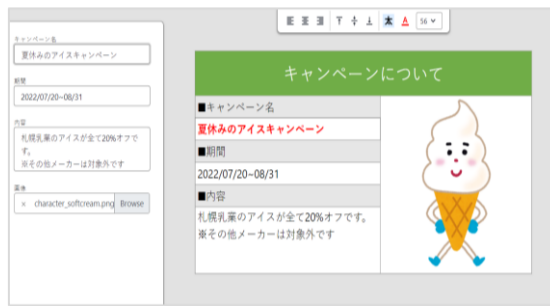 キャンペーン名
夏休みのアイスキャンペーン
期間
2022/07/20~08/31
内容
札幌乳業のアイスが全て20%オフで
す。
※その他メーカーは対象外です
画像
× character_softcream.png Browse
A 56
キャンペーンについて
■キャンペーン名
夏休みのアイスキャンペーン
■期間
2022/07/20~08/31
■内容
札幌乳業のアイスが全て20%オフです。
※その他メーカーは対象外です